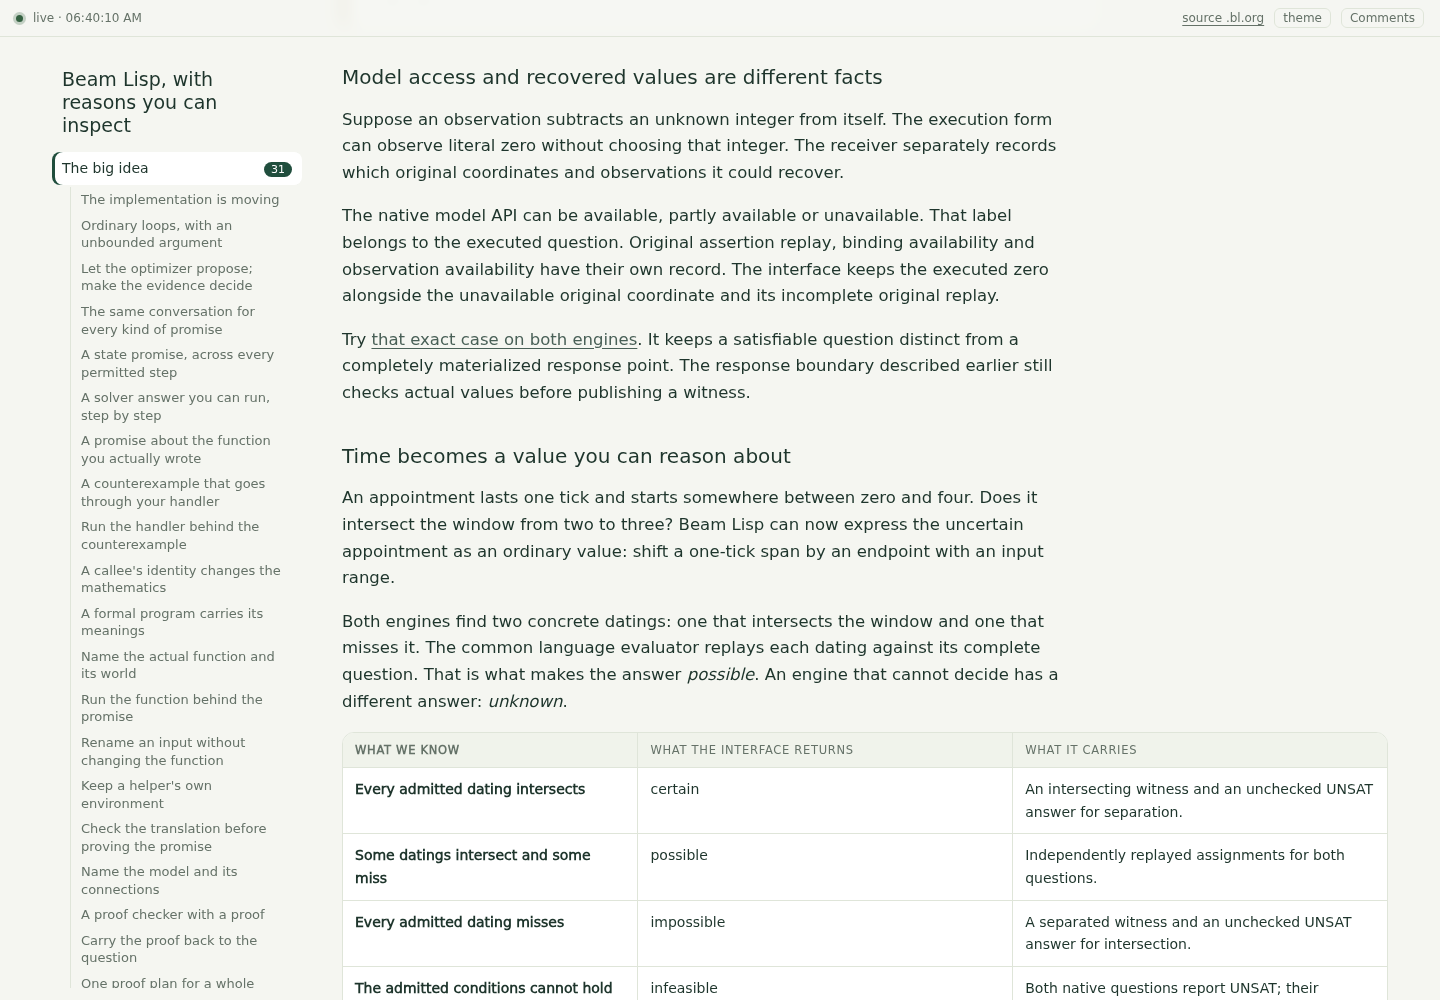 live · 06:40:10 AM
source .bl.org
theme
Comments
Beam Lisp, with
reasons you can
inspect
The big idea
31
The implementation is moving
Ordinary loops, with an
unbounded argument
Let the optimizer propose;
make the evidence decide
The same conversation for
every kind of promise
A state promise, across every
permitted step
A solver answer you can run,
step by step
A promise about the function
you actually wrote
A counterexample that goes
through your handler
Run the handler behind the
counterexample
A callee's identity changes the
mathematics
A formal program carries its
meanings
Name the actual function and
its world
Run the function behind the
promise
Rename an input without
changing the function
Keep a helper's own
environment
Check the translation before
proving the promise
Name the model and its
connections
A proof checker with a proof
Carry the proof back to the
question
One proof plan for a whole
Model access and recovered values are different facts
Suppose an observation subtracts an unknown integer from itself. The execution form
can observe literal zero without choosing that integer. The receiver separately records
which original coordinates and observations it could recover.
The native model API can be available, partly available or unavailable. That label
belongs to the executed question. Original assertion replay, binding availability and
observation availability have their own record. The interface keeps the executed zero
alongside the unavailable original coordinate and its incomplete original replay.
Try that exact case on both engines. It keeps a satisfiable question distinct from a
completely materialized response point. The response boundary described earlier still
checks actual values before publishing a witness.
Time becomes a value you can reason about
An appointment lasts one tick and starts somewhere between zero and four. Does it
intersect the window from two to three? Beam Lisp can now express the uncertain
appointment as an ordinary value: shift a one-tick span by an endpoint with an input
range.
Both engines find two concrete datings: one that intersects the window and one that
misses it. The common language evaluator replays each dating against its complete
question. That is what makes the answer possible. An engine that cannot decide has a
different answer: unknown.
WHAT WE KNOW
WHAT THE INTERFACE RETURNS
WHAT IT CARRIES
Every admitted dating intersects
certain
An intersecting witness and an unchecked UNSAT
answer for separation.
Some datings intersect and some
miss
possible
Independently replayed assignments for both
questions.
Every admitted dating misses
impossible
A separated witness and an unchecked UNSAT
answer for intersection.
The admitted conditions cannot hold
infeasible
Both native questions report UNSAT; their